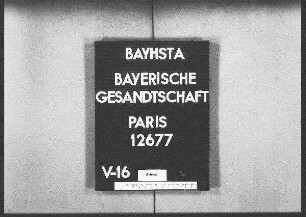 BAYHSTA
BAYERISCHE
GESANDTSCHAFT
PARIS
12677
V-16